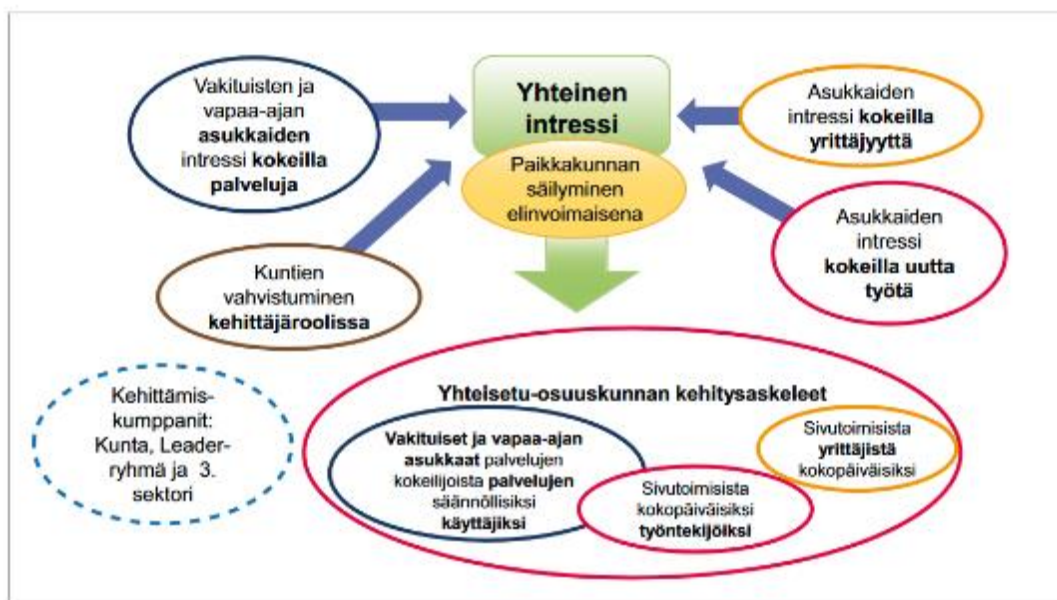 Vakituisten ja
vapaa-ajan
asukkaiden
intressi kokeilla
palveluja
Yhteinen
intressi
Paikkakunnan
säilyminen
elinvoimaisena
Asukkaiden
intressi kokeilla
yrittäjyyttä
Asukkaiden
intressi
kokeilla uutta
työtä
Kuntien
vahvistuminen
kehittäjäroolissa
Kehittämis-
kumppanit:
Kunta, Leader-
ryhmä ja 3.
sektori
Yhteisetu-osuuskunnan kehitysaskeleet
Vakituiset ja vapaa-ajan
asukkaat palvelujen
kokeilijoista palvelujen
säännöllisiksi
käyttäjiksi
Sivutoimisista
kokopäiväisiksi
työntekijöiksi
Sivutoimisista
yrittäjistä
kokopäiväisiksi